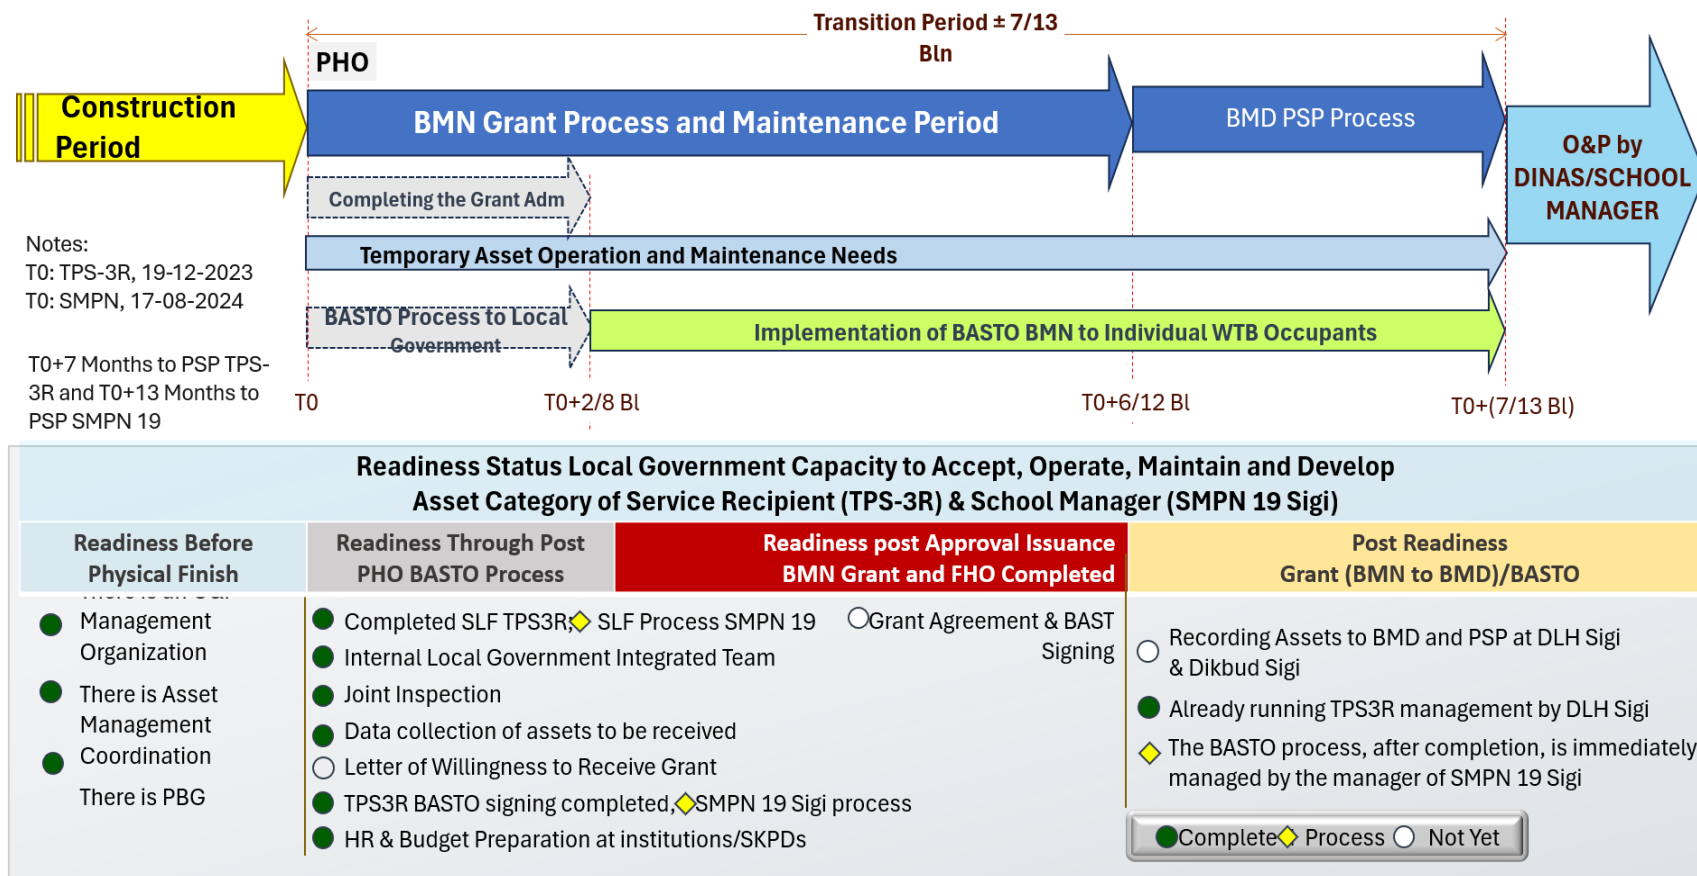 Transition Period ± 7/13
Bln
PHO
Construction
Period
BMN Grant Process and Maintenance Period
BMD PSP Process
O&P by
DINAS/SCHOOL
MANAGER
Completing the Grant Adm
Temporary Asset Operation and Maintenance Needs
BASTO Process to Local
Government
Implementation of BASTO BMN to Individual WTB Occupants
Notes:
T0: TPS-3R, 19-12-2023
T0: SMPN, 17-08-2024
T0+7 Months to PSP TPS-
3R and T0+13 Months to
PSP SMPN 19
T0
T0+2/8 Bl
T0+6/12 Bl
T0+(7/13 Bl)
Readiness Status Local Government Capacity to Accept, Operate, Maintain and Develop
Asset Category of Service Recipient (TPS-3R) & School Manager (SMPN 19 Sigi)
Readiness Before
Physical Finish
Readiness Through Post
PHO BASTO Process
Readiness post Approval Issuance
BMN Grant and FHO Completed
Post Readiness
Grant (BMN to BMD)/BASTO
There is an
Management
Organization
There is Asset
Management
Coordination
There is PBG
Completed SLF TPS3R; SLF Process SMPN 19
Internal Local Government Integrated Team
Joint Inspection
Data collection of assets to be received
Letter of Willingness to Receive Grant
TPS3R BASTO signing completed, SMPN 19 Sigi process
HR & Budget Preparation at institutions/SKPDs
Grant Agreement & BAST
Signing
Recording Assets to BMD and PSP at DLH Sigi
& Dikbud Sigi
Already running TPS3R management by DLH Sigi
The BASTO process, after completion, is immediately
managed by the manager of SMPN 19 Sigi
Complete Process Not Yet